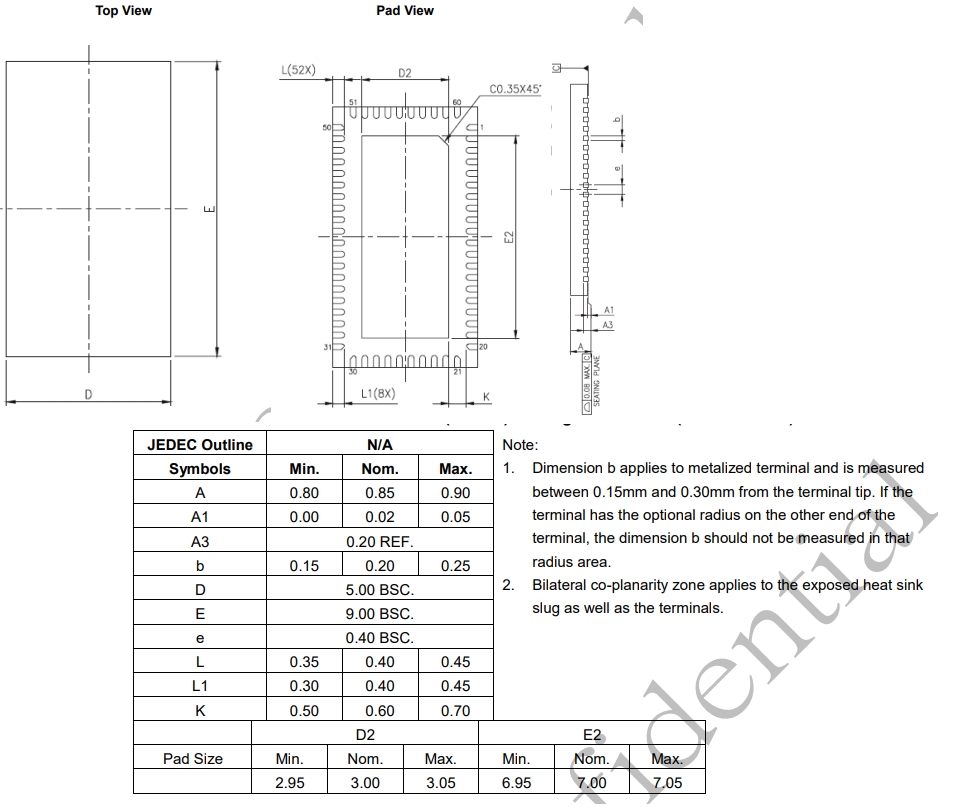 Top View
Pad View
L(52X)
D2
C0.35X45°
C
51
60
50
1
b
e
E
E2
A1
A3
31
20
A
30
21
D
L1(8X)
K
0.08 MAX. C
SEATING PLANE
JEDEC Outline N/A
Symbols Min. Nom. Max.
A 0.80 0.85 0.90
A1 0.00 0.02 0.05
A3 0.20 REF.
b 0.15 0.20 0.25
D 5.00 BSC.
E 9.00 BSC.
e 0.40 BSC.
L 0.35 0.40 0.45
L1 0.30 0.40 0.45
K 0.50 0.60 0.70
D2 E2
Pad Size Min. Nom. Max. Min. Nom. Max.
2.95 3.00 3.05 6.95 7.00 7.05
Note:
1. Dimension b applies to metalized terminal and is measured
between 0.15mm and 0.30mm from the terminal tip. If the
terminal has the optional radius on the other end of the
terminal, the dimension b should not be measured in that
radius area.
2. Bilateral co-planarity zone applies to the exposed heat sink
slug as well as the terminals.
fidential